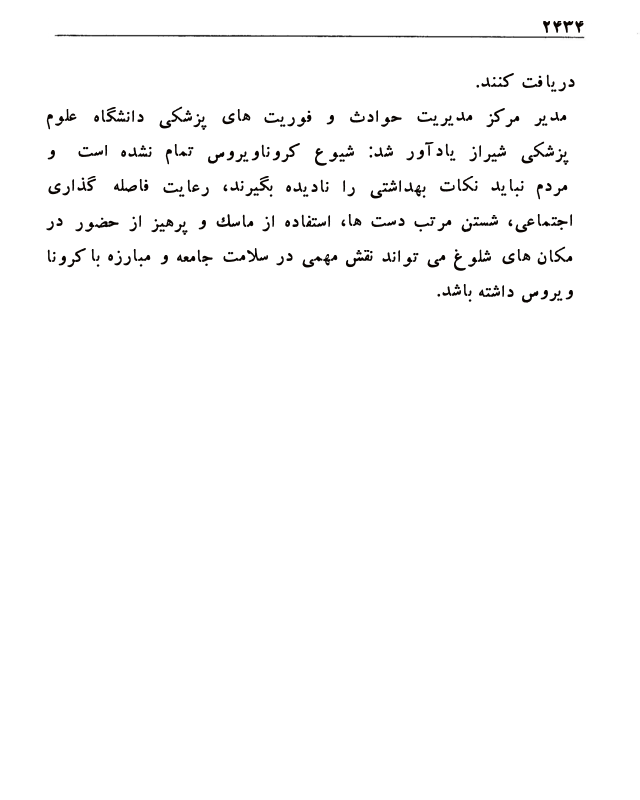 ۲۴۳۴
دریافت کنند.
مدیر مرکز مدیریت حوادث و فوریت های پزشکی دانشگاه علوم
پزشکی شیراز یادآور شد: شیوع کروناویروس تمام نشده است و
مردم نباید نکات بهداشتی را نادیده بگیرند، رعایت فاصله گذاری
اجتماعی، شستن مرتب دست ها، استفاده از ماسک و پرهیز از حضور در
مکان های شلوغ می تواند نقش مهمی در سلامت جامعه و مبارزه با کرونا
ویروس داشته باشد.